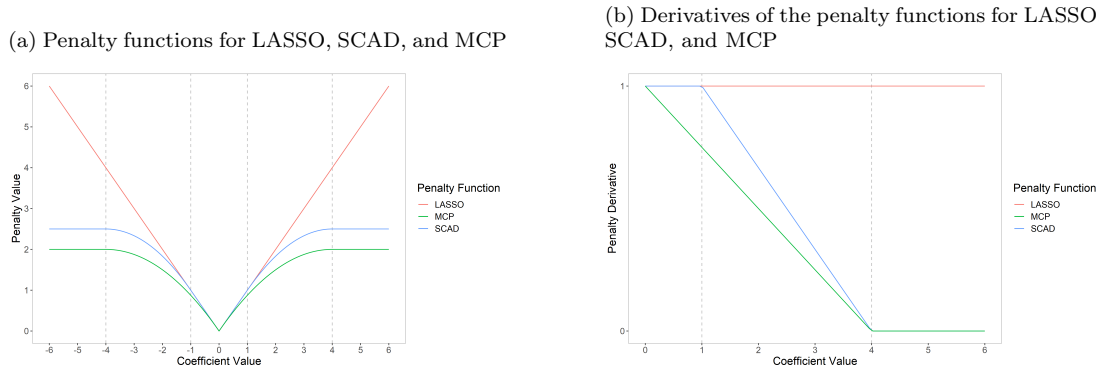 (a) Penalty functions for LASSO, SCAD, and MCP
6
5
4
3
2
1
0
Penalty Value
-6 -5 -4 -3 -2 -1 0 1 2 3 4 5 6
Coefficient Value
Penalty Function
LASSO
MCP
SCAD
(b) Derivatives of the penalty functions for LASSO
SCAD, and MCP
1
0
Penalty Derivative
0 1 2 3 4 5 6
Coefficient Value
Penalty Function
LASSO
MCP
SCAD